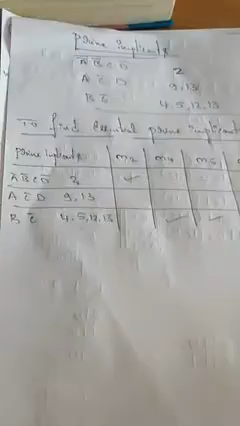 Prime Implicants
A̅ B̅ C D̅ 2
A C̅ D 9,13
B C̅ 4,5,12,13
To find Essential prime implicant
Prime implicants m2 m4 m5
A̅ B̅ C D̅ 2 ✓
A C̅ D 9,13
B C̅ 4,5,12,13 ✓ ✓